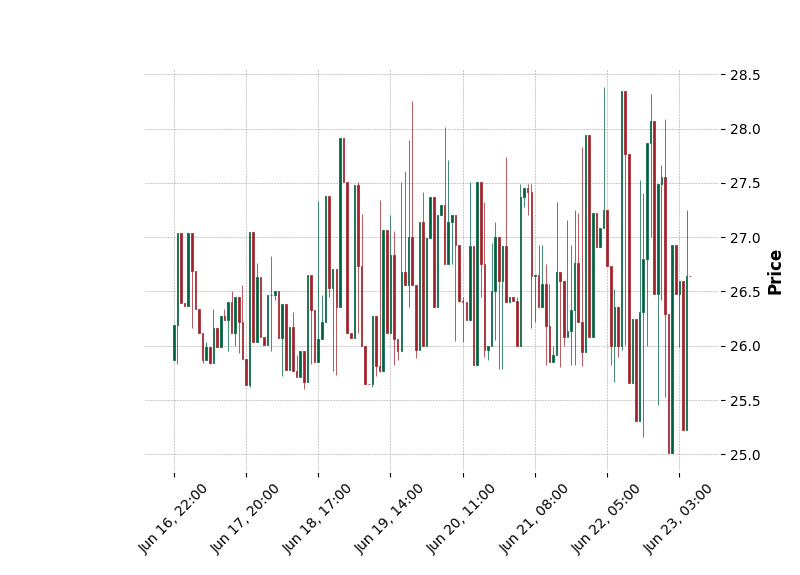 28.5
28.0
27.5
27.0
26.5
26.0
25.5
25.0
Price
Jun 16, 22:00
Jun 17, 20:00
Jun 18, 17:00
Jun 19, 14:00
Jun 20, 11:00
Jun 21, 08:00
Jun 22, 05:00
Jun 23, 03:00